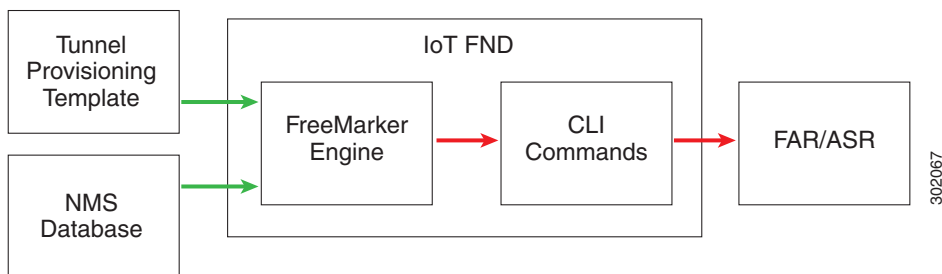 Tunnel
Provisioning
Template
NMS
Database
IoT FND
FreeMarker
Engine
CLI
Commands
FAR/ASR
302067